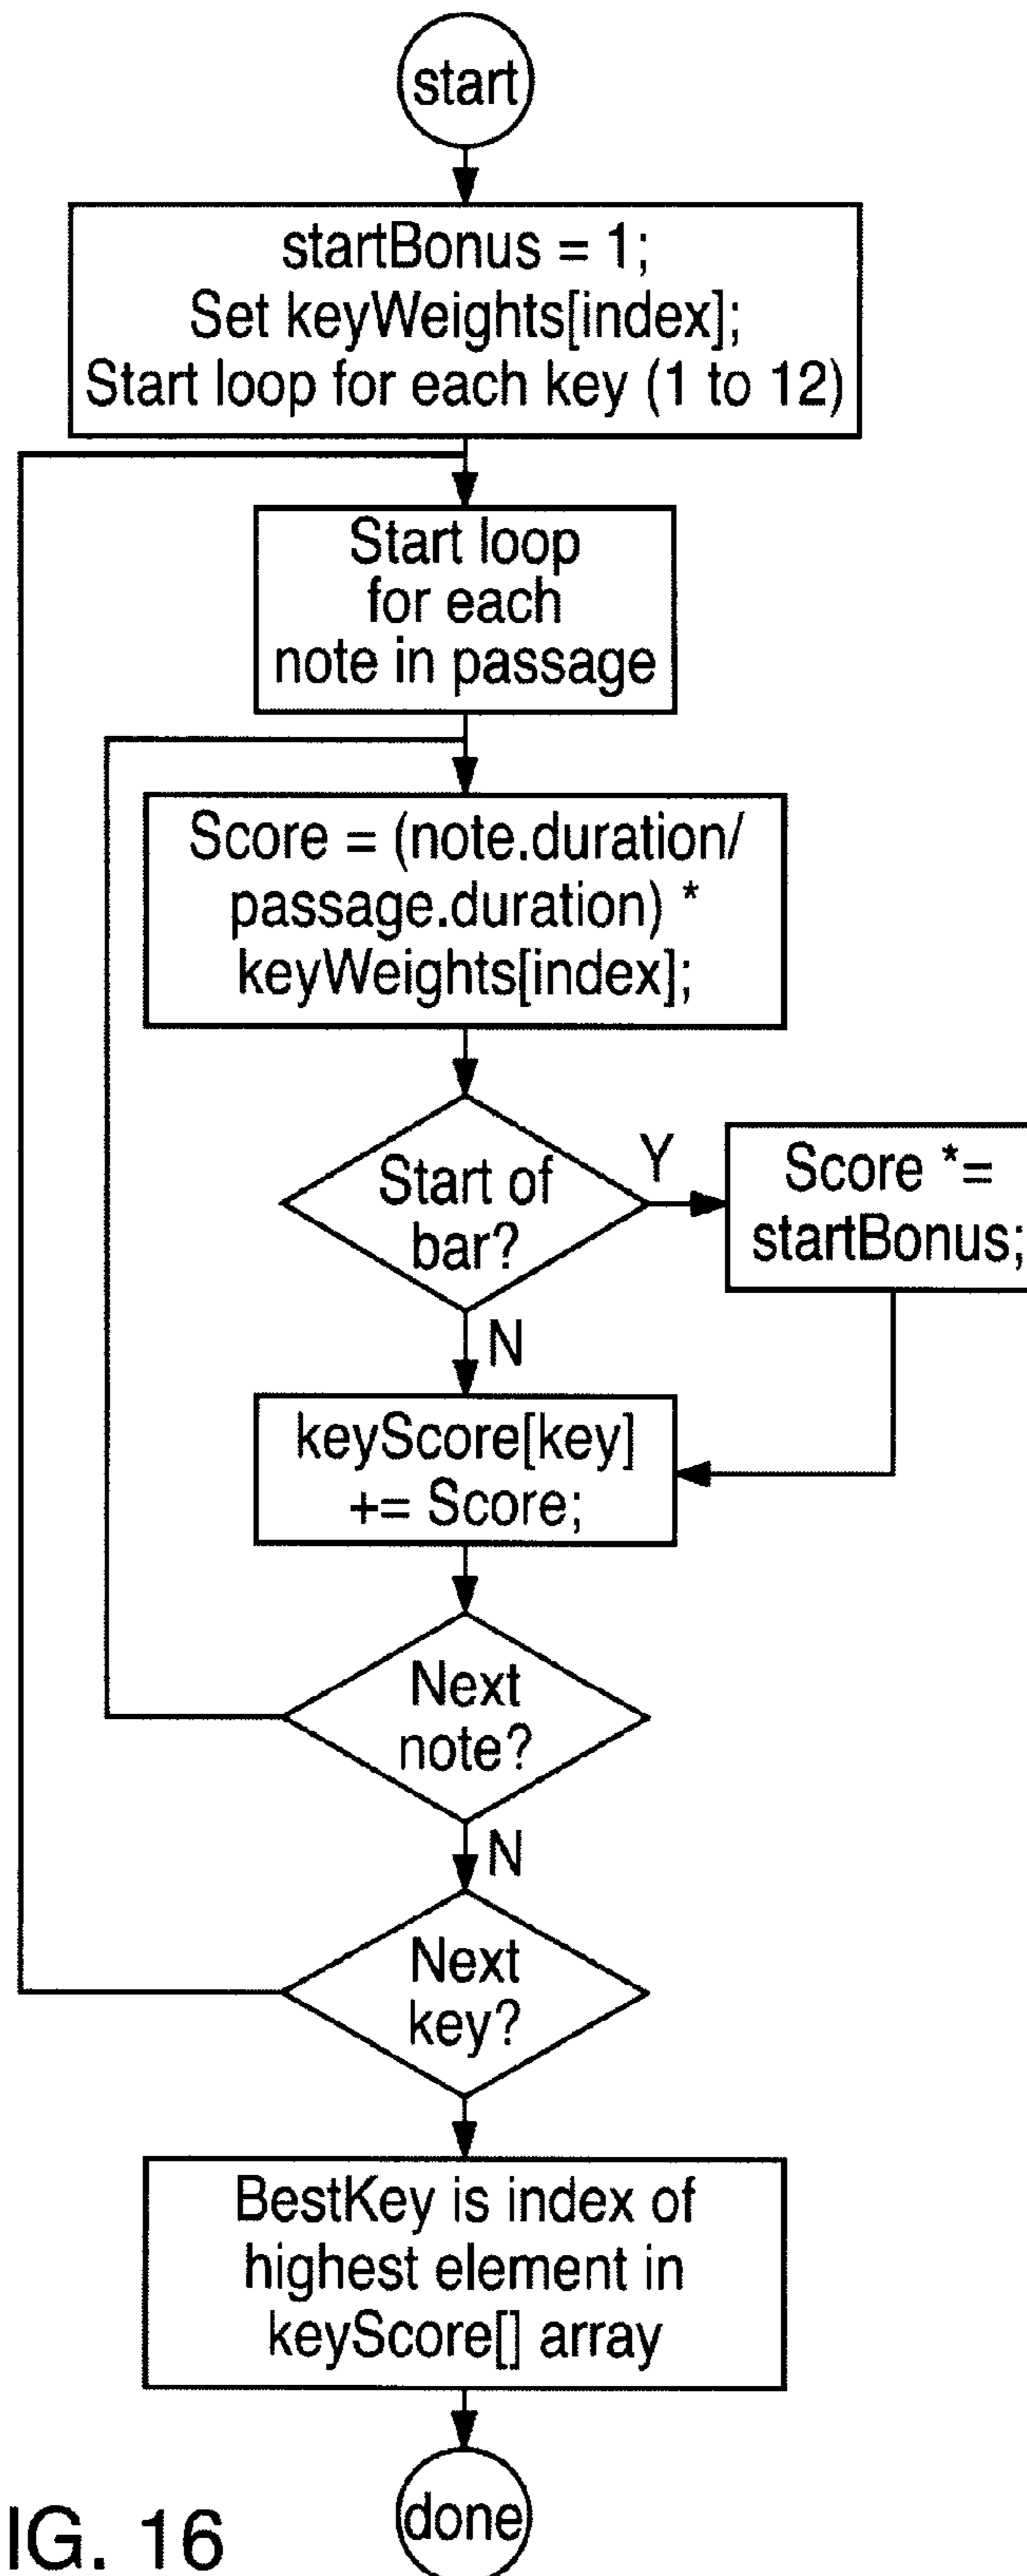 start
startBonus = 1;
Set keyWeights[index];
Start loop for each key (1 to 12)
Start loop
for each
note in passage
Score = (note.duration/
passage.duration) *
keyWeights[index];
Start of
bar?
Y
Score *=
startBonus;
N
keyScore[key]
+= Score;
Next
note?
N
Next
key?
BestKey is index of
highest element in
keyScore[] array
done
IG. 16